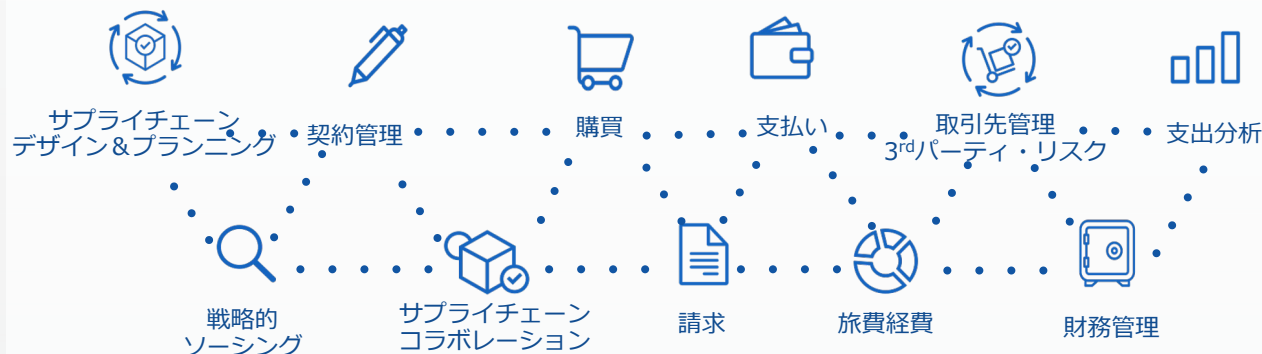 サプライチェーン
デザイン＆プランニング
契約管理
購買
支払い
取引先管理
3rdパーティ・リスク
支出分析
戦略的
ソーシング
サプライチェーン
コラボレーション
請求
旅費経費
財務管理